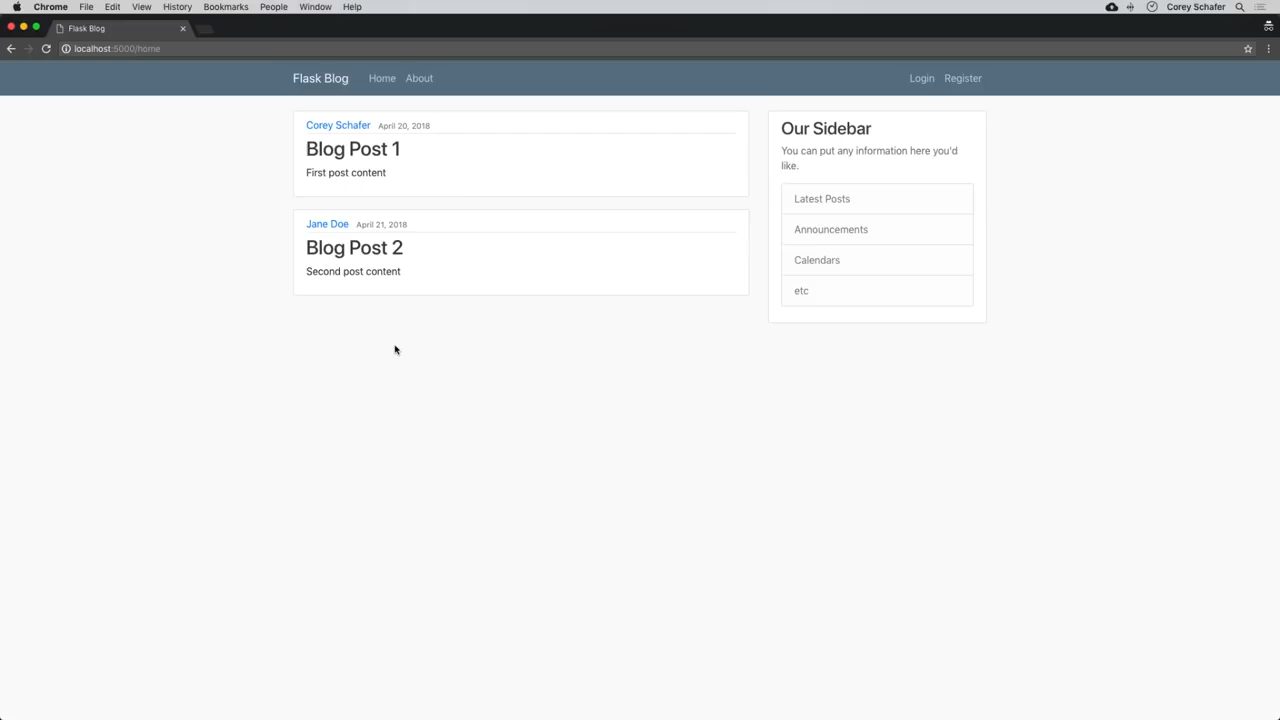 Chrome File Edit View History Bookmarks People Window Help Corey Schafer
Flask Blog
localhost:5000/home
Flask Blog Home About Login Register
Corey Schafer April 20, 2018
Blog Post 1
First post content
Jane Doe April 21, 2018
Blog Post 2
Second post content
Our Sidebar
You can put any information here you'd
like.
Latest Posts
Announcements
Calendars
etc